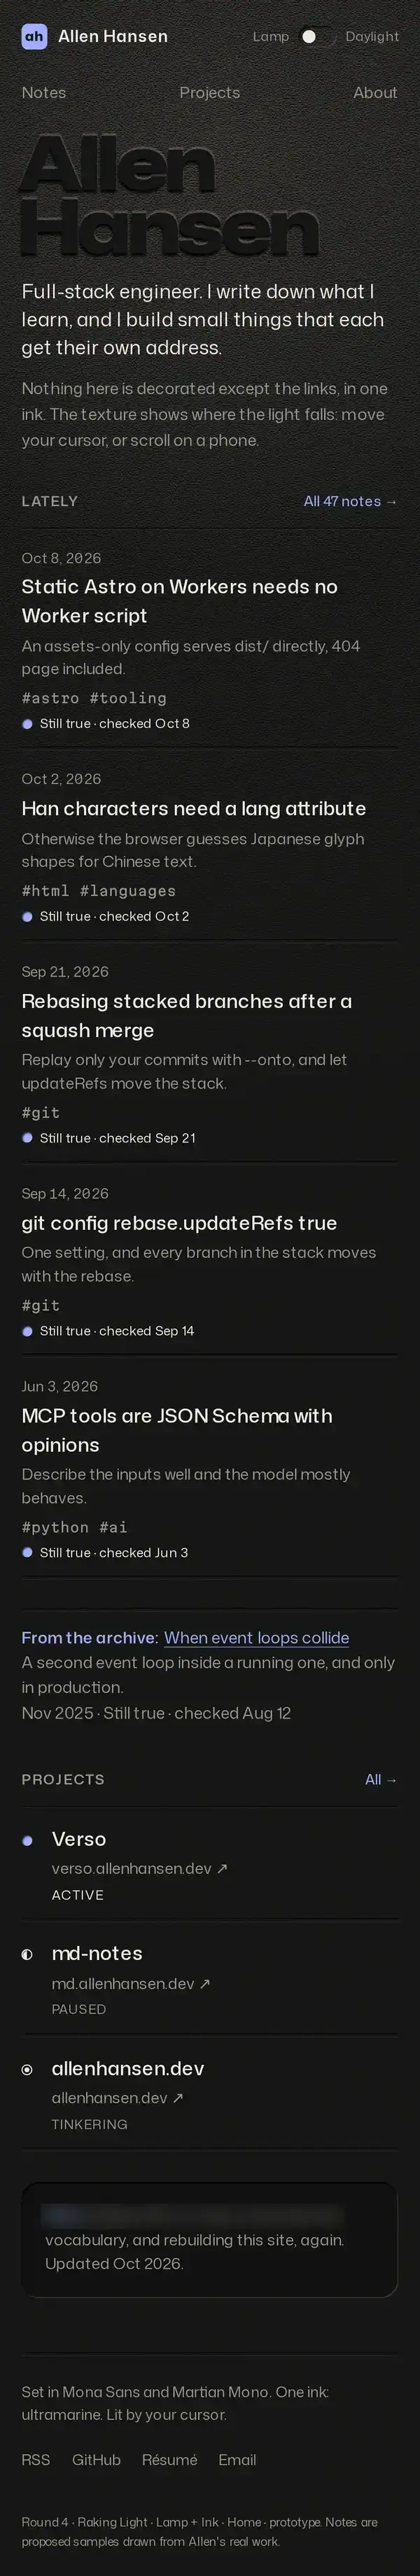 ah Allen Hansen
Lamp Daylight
Notes Projects About
Allen
Hansen
Full-stack engineer. I write down what I
learn, and I build small things that each
get their own address.
Nothing here is decorated except the links, in one
ink. The texture shows where the light falls: move
your cursor, or scroll on a phone.
LATELY All 47 notes →
Oct 8, 2026
Static Astro on Workers needs no
Worker script
An assets-only config serves dist/ directly, 404
page included.
#astro #tooling
Still true · checked Oct 8
Oct 2, 2026
Han characters need a lang attribute
Otherwise the browser guesses Japanese glyph
shapes for Chinese text.
#html #languages
Still true · checked Oct 2
Sep 21, 2026
Rebasing stacked branches after a
squash merge
Replay only your commits with --onto, and let
updateRefs move the stack.
#git
Still true · checked Sep 21
Sep 14, 2026
git config rebase.updateRefs true
One setting, and every branch in the stack moves
with the rebase.
#git
Still true · checked Sep 14
Jun 3, 2026
MCP tools are JSON Schema with
opinions
Describe the inputs well and the model mostly
behaves.
#python #ai
Still true · checked Jun 3
From the archive: When event loops collide
A second event loop inside a running one, and only
in production.
Nov 2025 · Still true · checked Aug 12
PROJECTS All →
Verso
verso.allenhansen.dev ↗
ACTIVE
md-notes
md.allenhansen.dev ↗
PAUSED
allenhansen.dev
allenhansen.dev ↗
TINKERING
vocabulary, and rebuilding this site, again.
Updated Oct 2026.
Set in Mona Sans and Martian Mono. One ink:
ultramarine. Lit by your cursor.
RSS GitHub Résumé Email
Round 4 · Raking Light · Lamp + Ink · Home · prototype. Notes are
proposed samples drawn from Allen's real work.